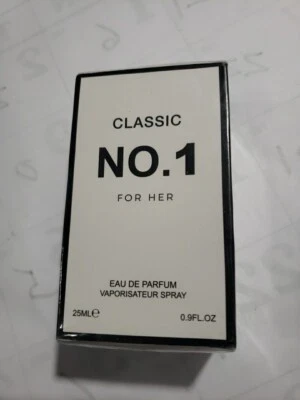 CLASSIC
NO.1
FOR HER
EAU DE PARFUM
VAPORISATEUR SPRAY
25ML℮ 0.9FL.OZ